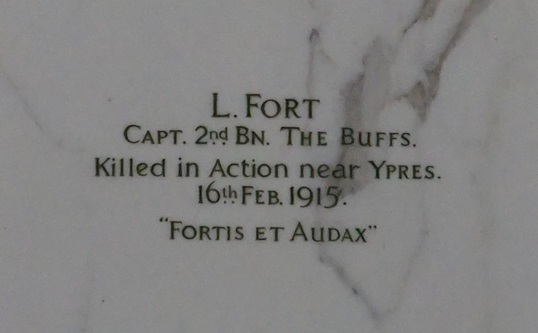 L. FORT
CAPT. 2nd BN. THE BUFFS.
Killed in Action near YPRES.
16th FEB. 1915.
"FORTIS ET AUDAX"